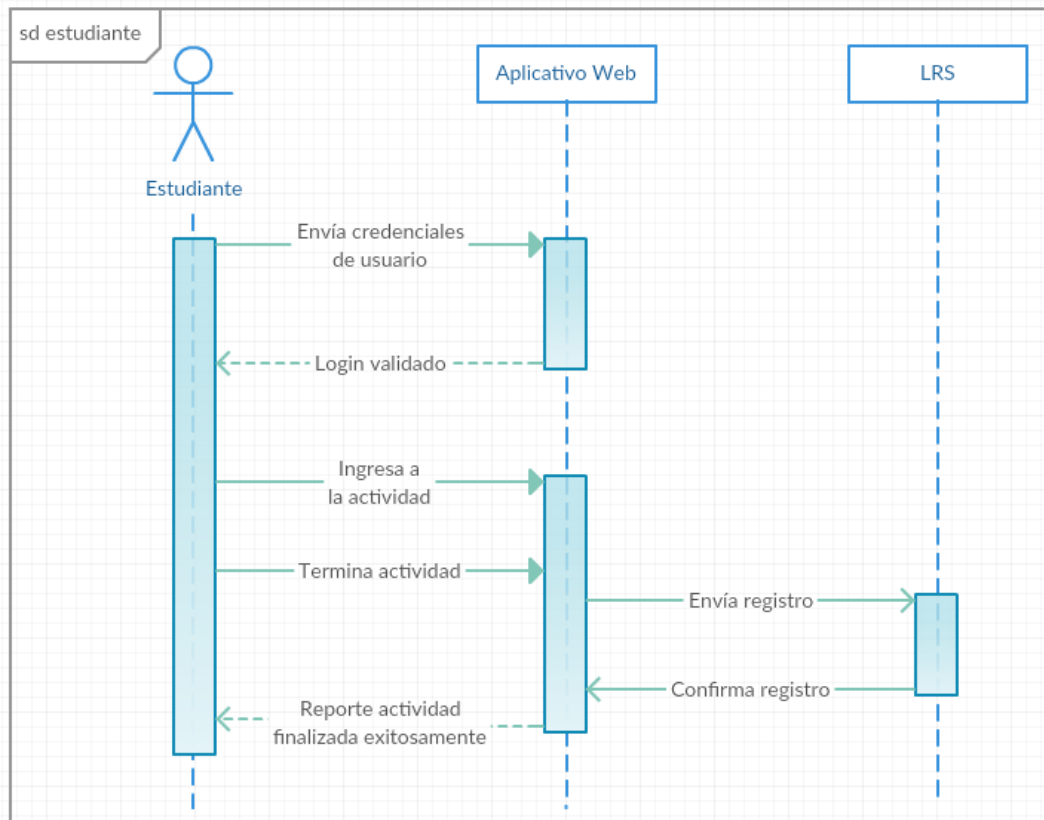 sd estudiante
Aplicativo Web
LRS
Estudiante
Envía credenciales
de usuario
Login validado
Ingresa a
la actividad
Termina actividad
Envía registro
Confirma registro
Reporte actividad
finalizada exitosamente